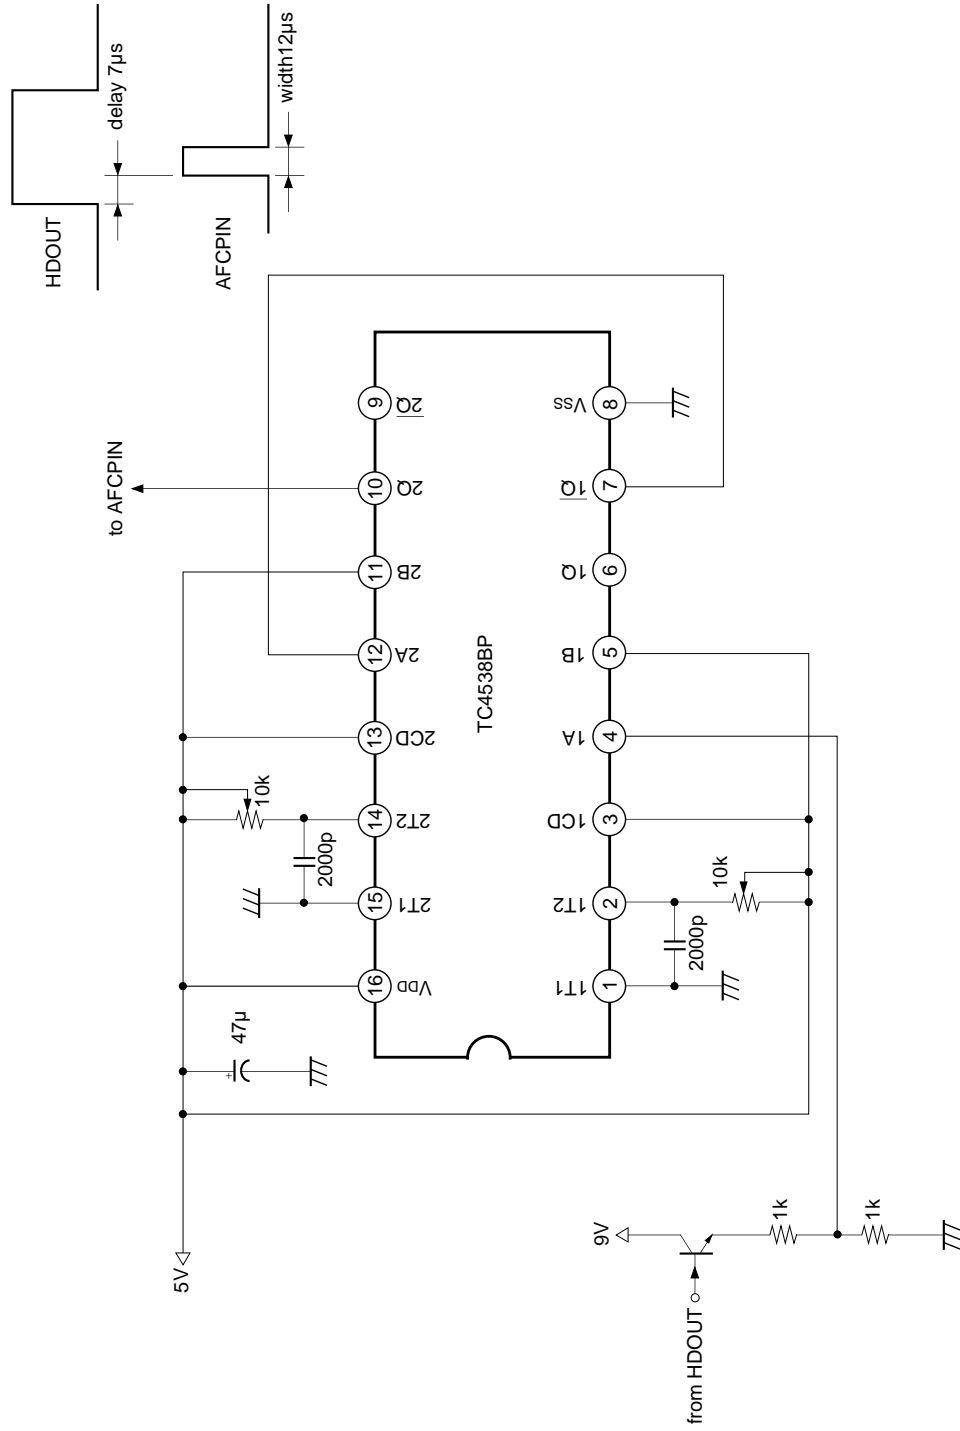 HDOUT
delay 7µs
AFCPIN
width12µs
to AFCPIN
5V
+
47µ
10k
2000p
16
15
14
13
12
11
10
9
VDD
2T1
2T2
2CD
2A
2B
2Q
2Q
TC4538BP
1T1
1T2
1CD
1A
1B
1Q
1Q
VSS
1
2
3
4
5
6
7
8
2000p
10k
9V
from HDOUT
1k
1k